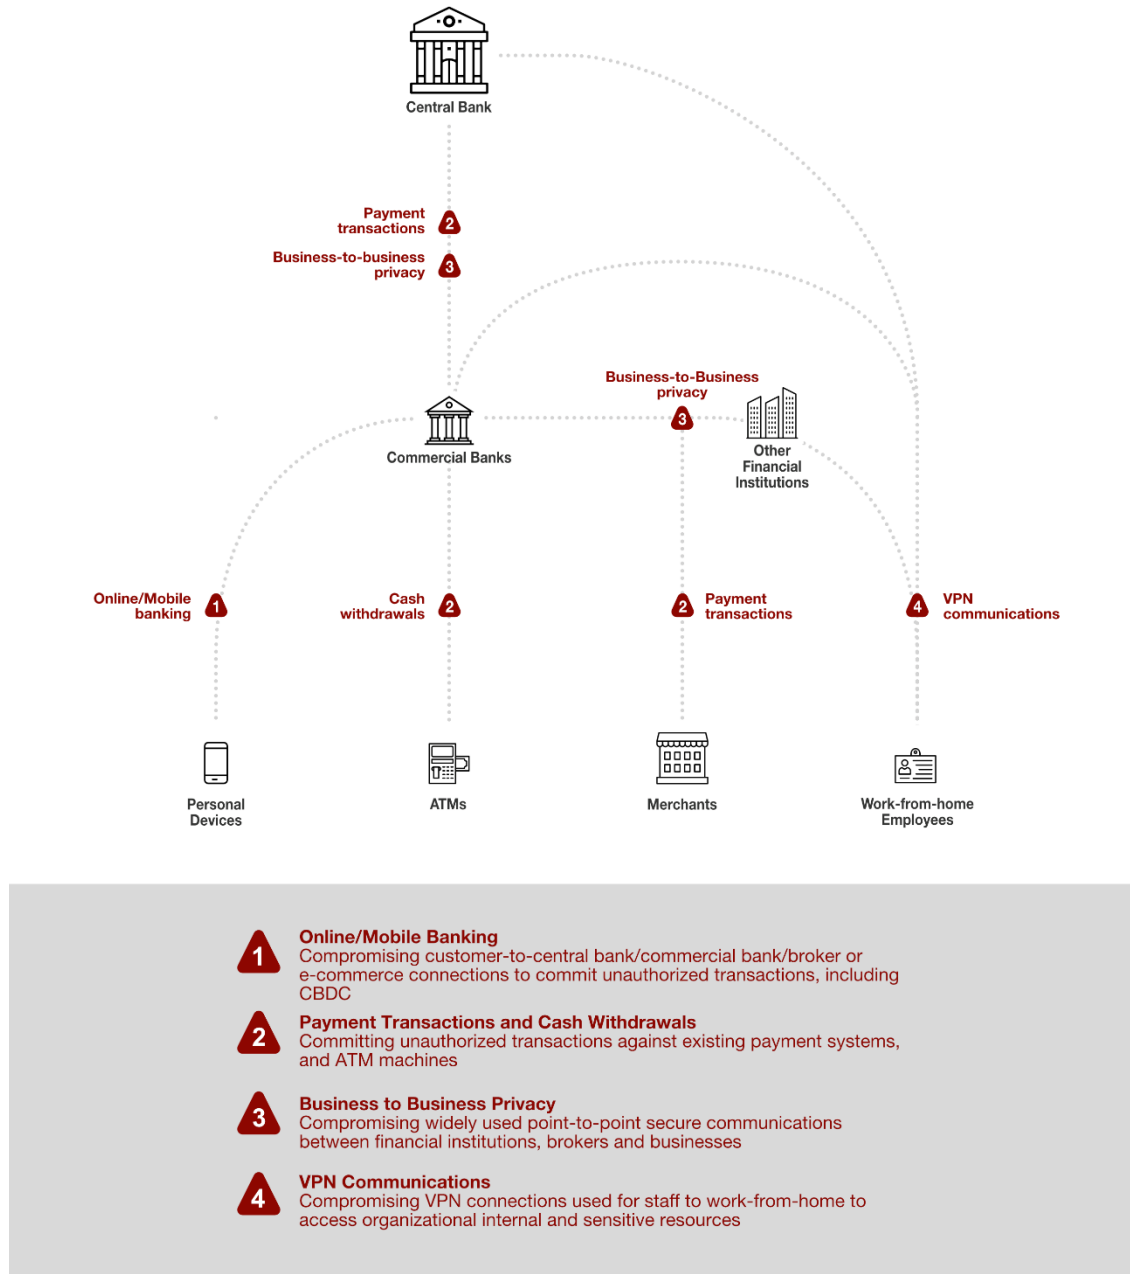 Central Bank
Payment
transactions
2
Business-to-business
privacy
3
Business-to-Business
privacy
3
Commercial Banks
Other
Financial
Institutions
Online/Mobile
banking
1
Cash
withdrawals
2
2
Payment
transactions
4
VPN
communications
Personal
Devices
ATMs
Merchants
Work-from-home
Employees
1
Online/Mobile Banking
Compromising customer-to-central bank/commercial bank/broker or
e-commerce connections to commit unauthorized transactions, including
CBDC
2
Payment Transactions and Cash Withdrawals
Committing unauthorized transactions against existing payment systems,
and ATM machines
3
Business to Business Privacy
Compromising widely used point-to-point secure communications
between financial institutions, brokers and businesses
4
VPN Communications
Compromising VPN connections used for staff to work-from-home to
access organizational internal and sensitive resources